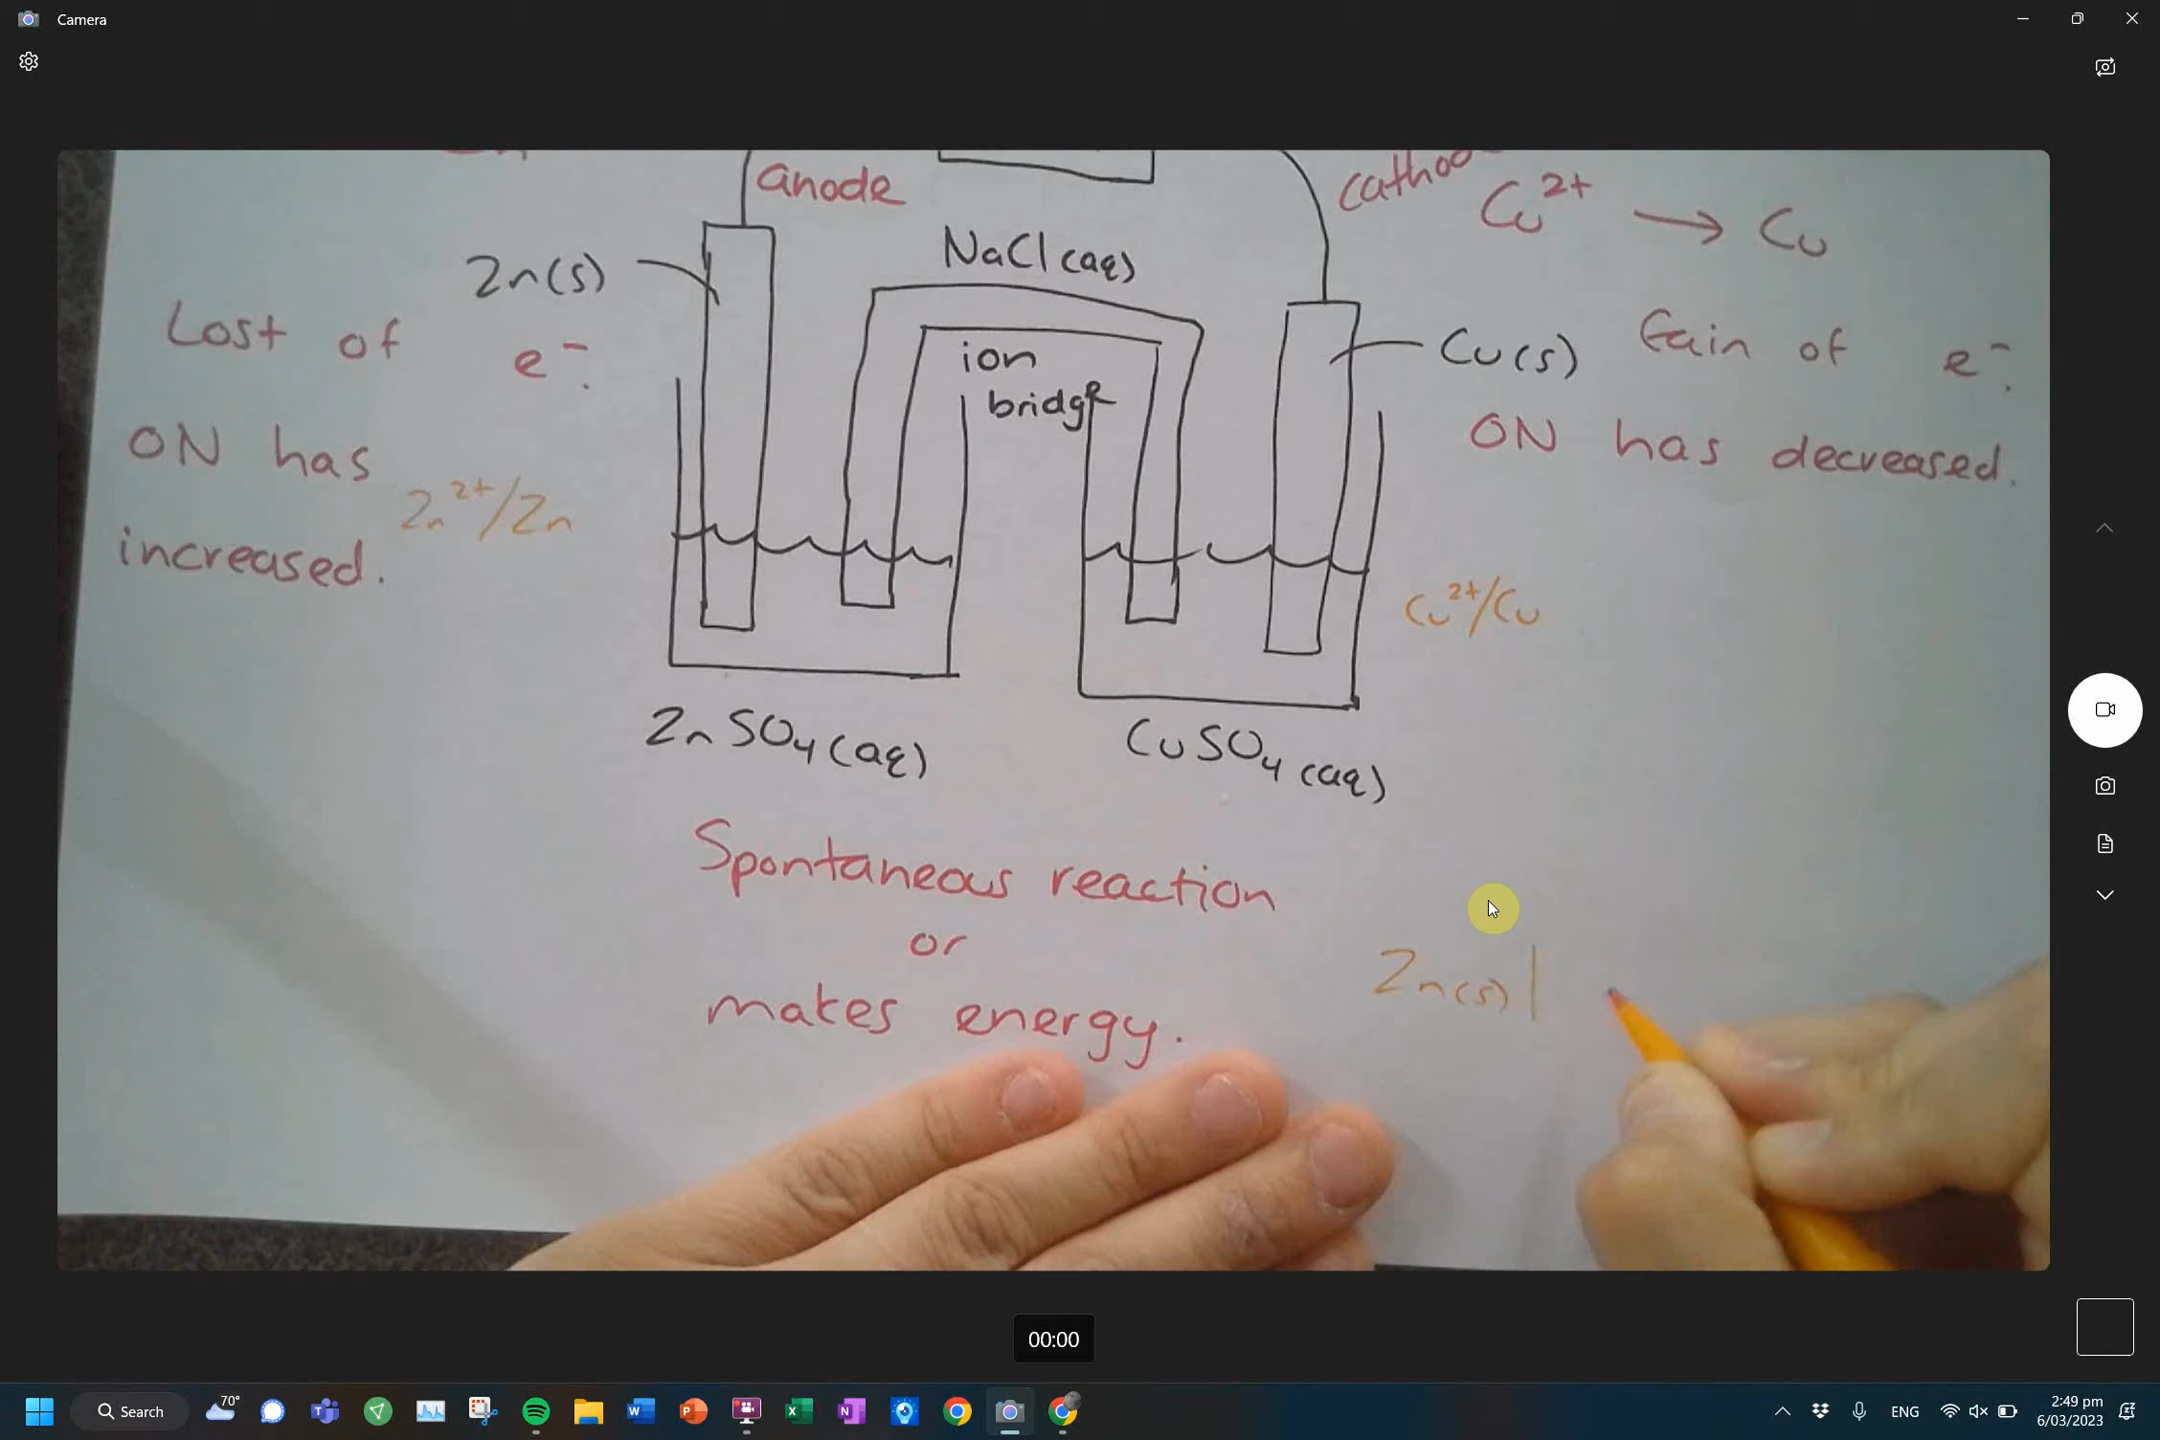 Camera
anode
Cu²⁺ → Cu
NaCl(aq)
Zn(s)
Lost of e⁻.
ion
bridge
Cu(s)
Gain of e⁻.
ON has
increased.
Zn²⁺/Zn
ON has decreased.
Cu²⁺/Cu
ZnSO₄(aq)
CuSO₄(aq)
Spontaneous reaction
or
makes energy.
Zn(s)|
00:00
Search
70°
ENG
2:49 pm
6/03/2023